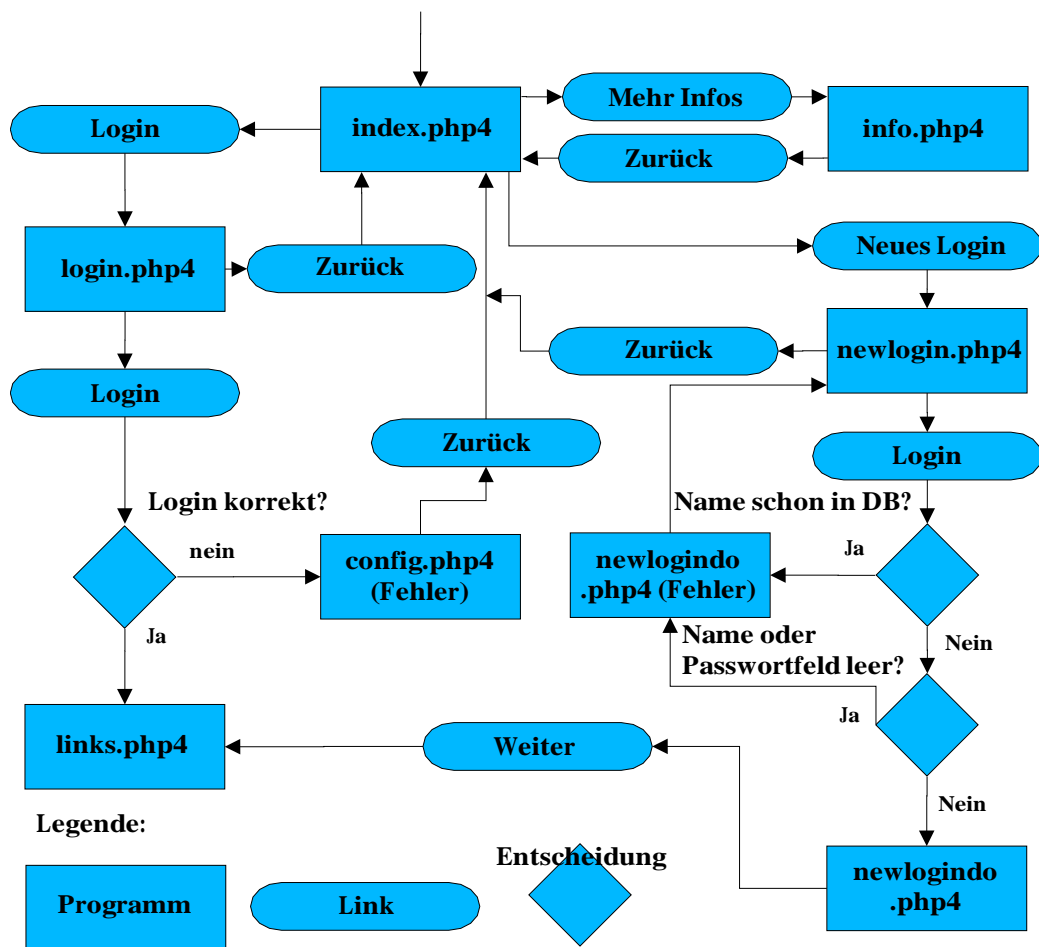 Mehr Infos
Login
index.php4
info.php4
Zurück
Neues Login
login.php4
Zurück
Zurück
newlogin.php4
Login
Zurück
Login
Login korrekt?
Name schon in DB?
nein
config.php4
(Fehler)
newlogindo
.php4 (Fehler)
Ja
Ja
Name oder
Passwortfeld leer?
Nein
Ja
links.php4
Weiter
Nein
Legende:
Entscheidung
Programm
Link
newlogindo
.php4